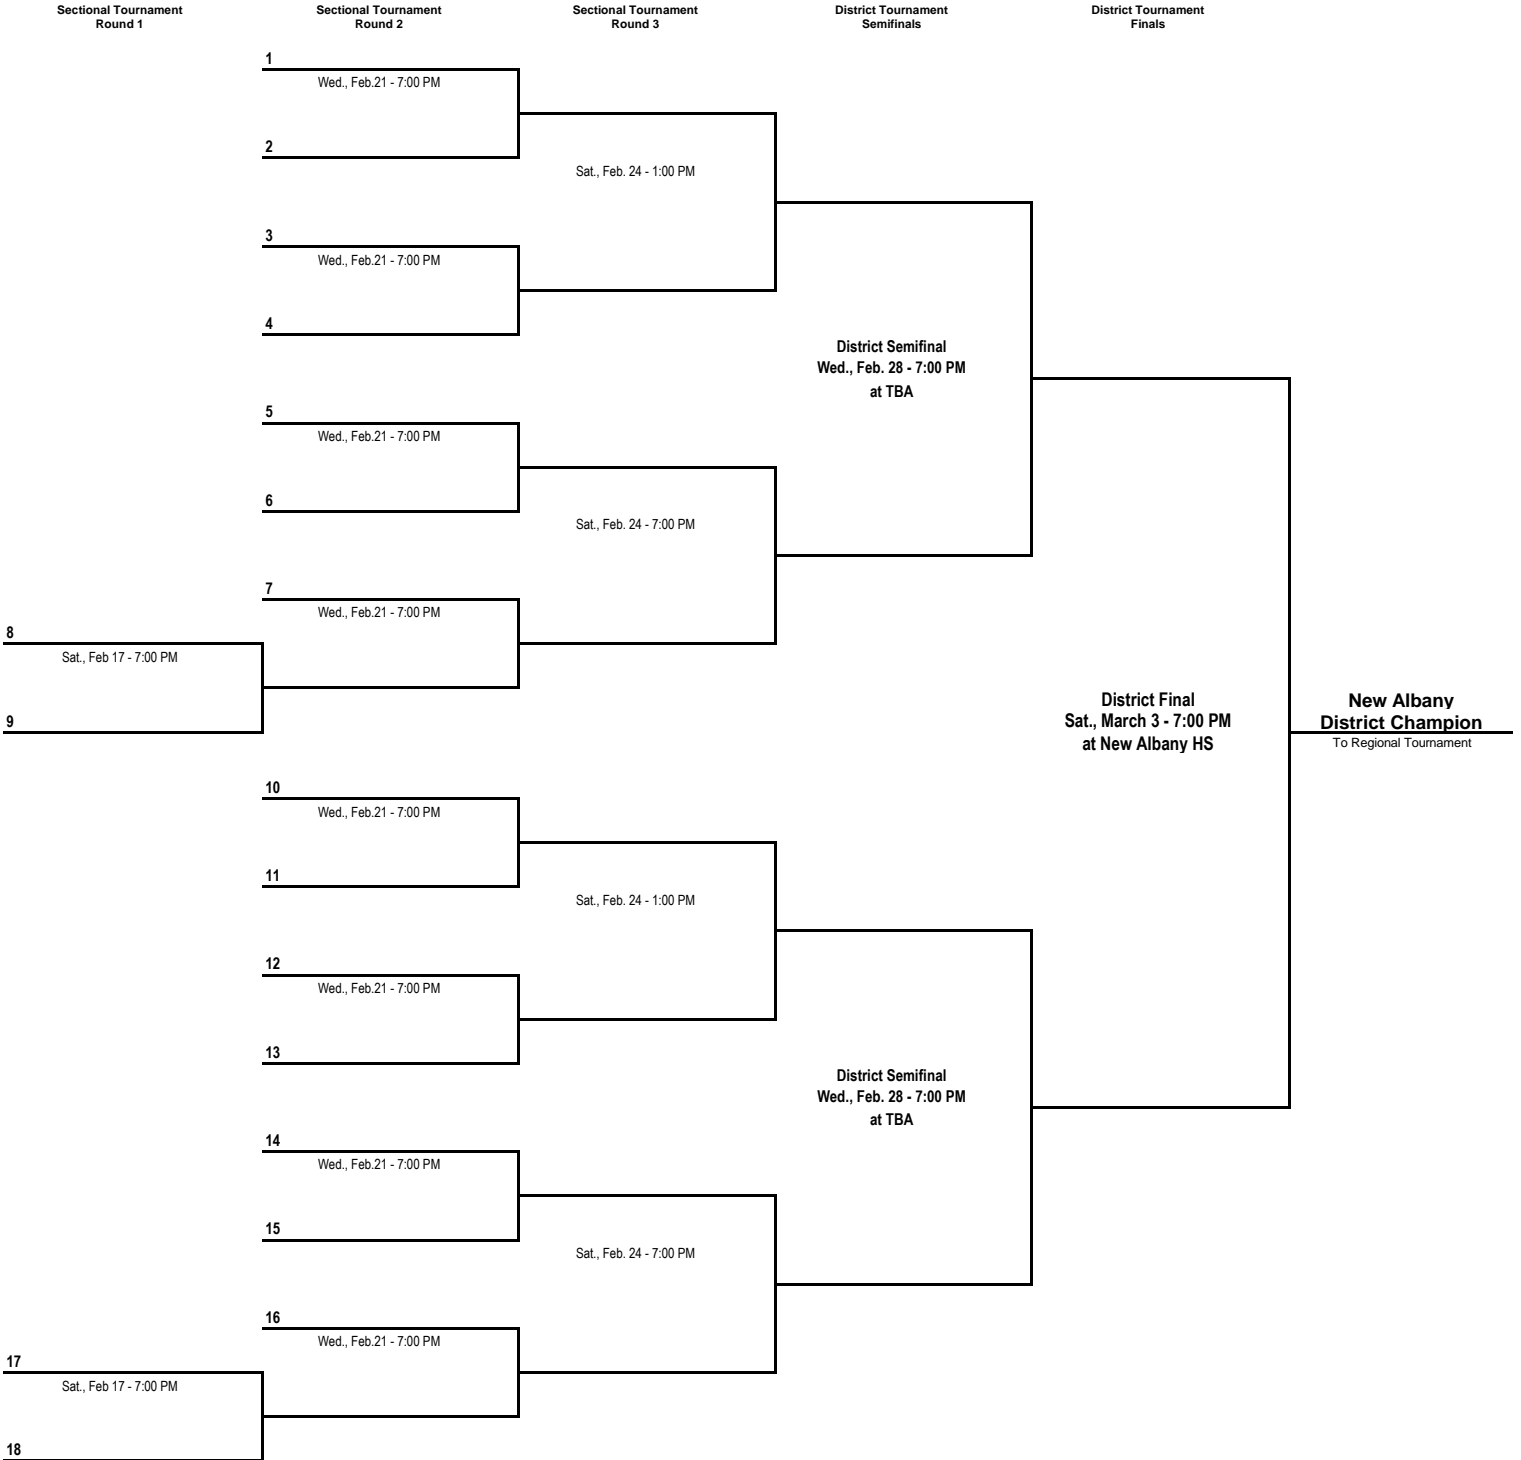 Sectional Tournament
Round 1
Sectional Tournament
Round 2
Sectional Tournament
Round 3
District Tournament
Semifinals
District Tournament
Finals
1
Wed., Feb.21 - 7:00 PM
2
Sat., Feb. 24 - 1:00 PM
3
Wed., Feb.21 - 7:00 PM
4
District Semifinal
Wed., Feb. 28 - 7:00 PM
at TBA
5
Wed., Feb.21 - 7:00 PM
6
Sat., Feb. 24 - 7:00 PM
7
Wed., Feb.21 - 7:00 PM
8
Sat., Feb 17 - 7:00 PM
9
District Final
Sat., March 3 - 7:00 PM
at New Albany HS
New Albany
District Champion
To Regional Tournament
10
Wed., Feb.21 - 7:00 PM
11
Sat., Feb. 24 - 1:00 PM
12
Wed., Feb.21 - 7:00 PM
13
District Semifinal
Wed., Feb. 28 - 7:00 PM
at TBA
14
Wed., Feb.21 - 7:00 PM
15
Sat., Feb. 24 - 7:00 PM
16
Wed., Feb.21 - 7:00 PM
17
Sat., Feb 17 - 7:00 PM
18